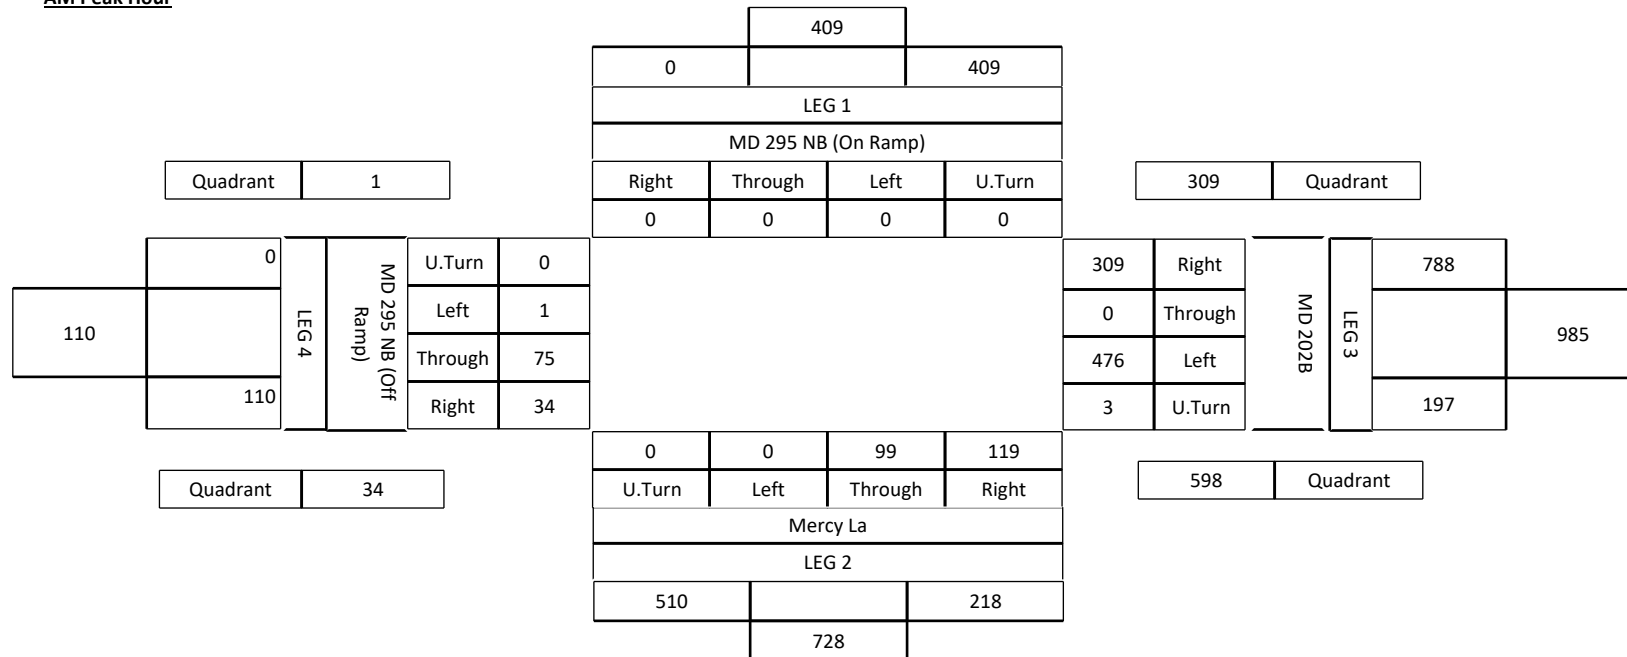 AM Peak Hour
409
0 409
LEG 1
MD 295 NB (On Ramp)
Quadrant 1
Right Through Left U.Turn
309 Quadrant
0 0 0 0
0
110
110
LEG 4
MD 295 NB (Off
Ramp)
U.Turn 0
Left 1
Through 75
Right 34
309 Right
0 Through
476 Left
3 U.Turn
MD 202B
LEG 3
788
985
197
Quadrant 34
0 0 99 119
U.Turn Left Through Right
598 Quadrant
Mercy La
LEG 2
510 218
728